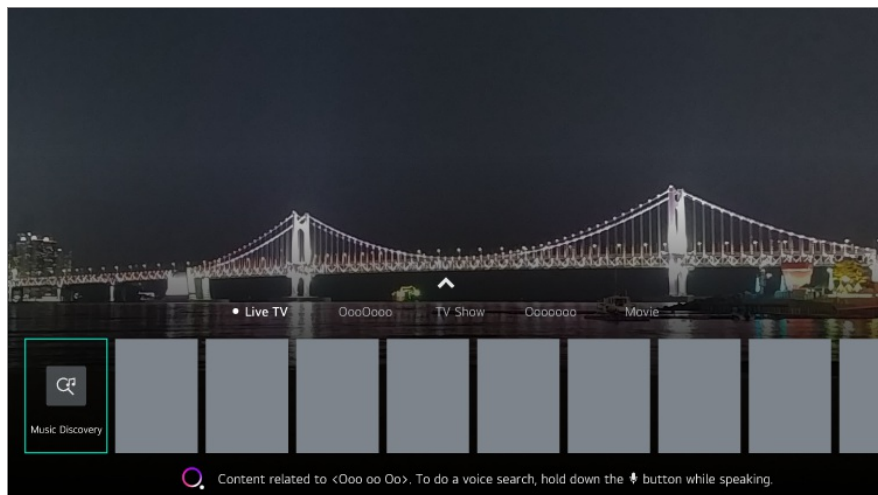 Live TV OooOooo TV Show Ooooooo Movie
Music Discovery
Content related to <Ooo oo Oo>. To do a voice search, hold down the button while speaking.